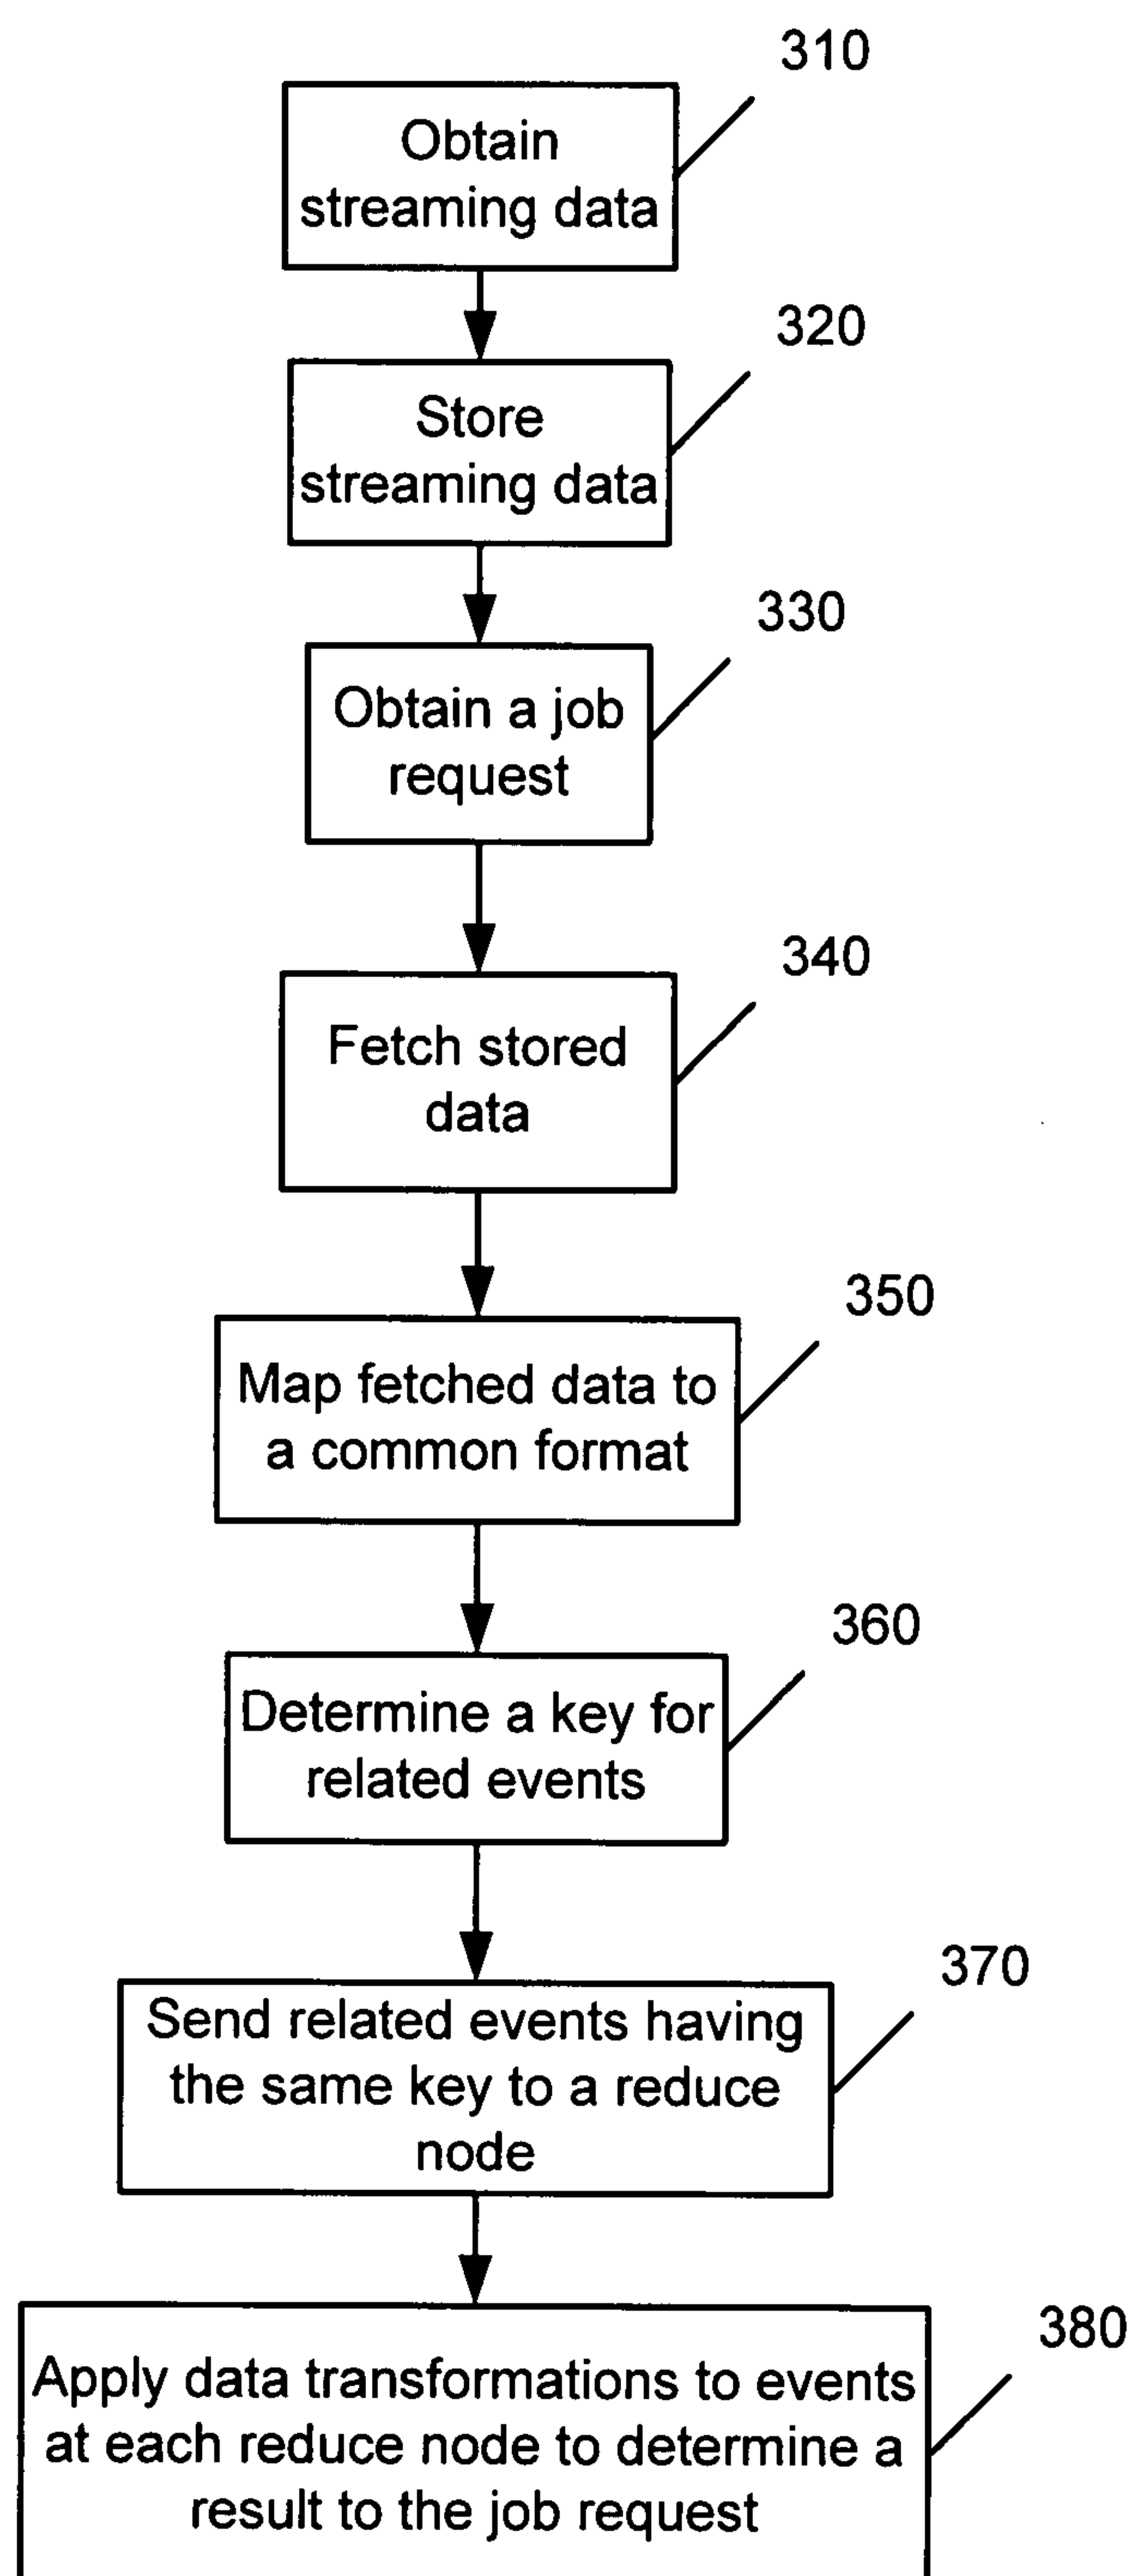 310
Obtain
streaming data
320
Store
streaming data
330
Obtain a job
request
340
Fetch stored
data
350
Map fetched data to
a common format
360
Determine a key for
related events
370
Send related events having
the same key to a reduce
node
380
Apply data transformations to events
at each reduce node to determine a
result to the job request